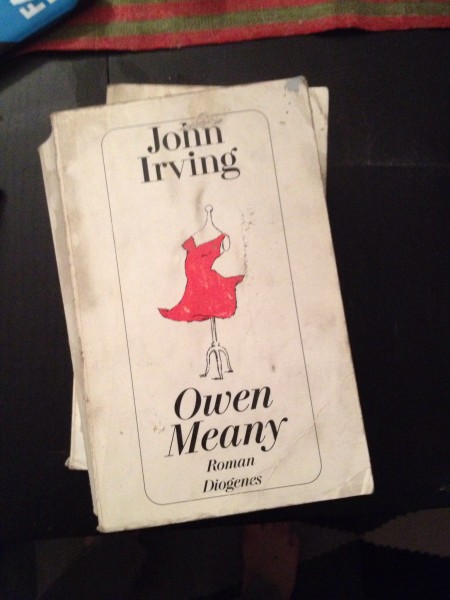 John
Irving
Owen
Meany
Roman
Diogenes